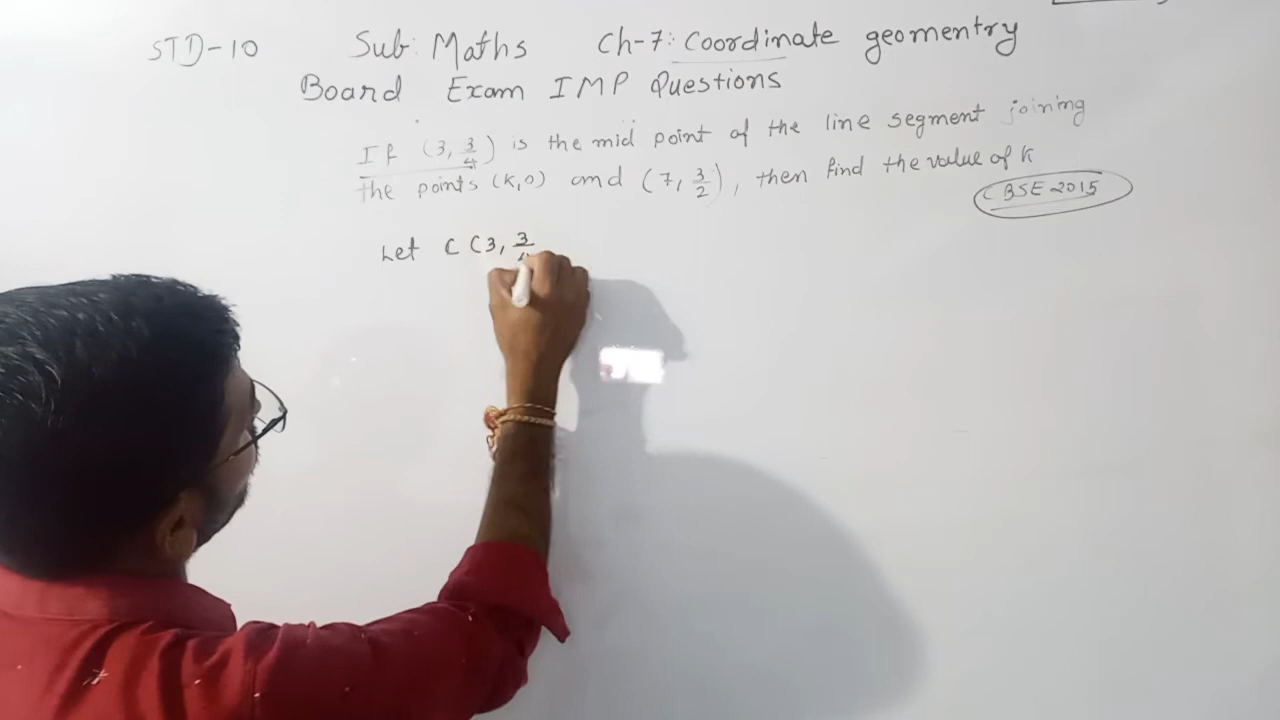 STD-10 Sub: Maths Ch-7: Coordinate geomentry
Board Exam IMP Questions
If (3, 3/4) is the mid point of the line segment joining
the points (K,0) and (7, 3/2), then find the value of K
CBSE 2015
Let C (3, 3/4